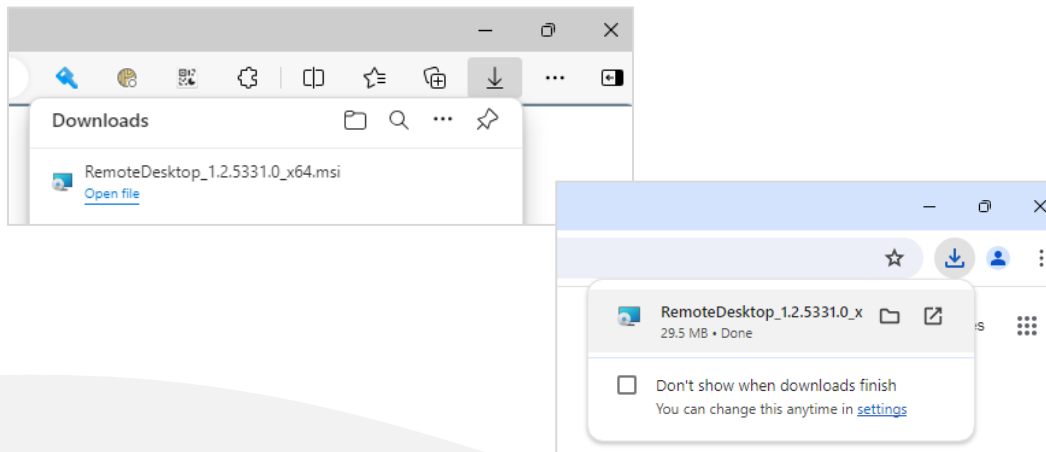 Downloads
RemoteDesktop_1.2.5331.0_x64.msi
Open file
RemoteDesktop_1.2.5331.0_x
29.5 MB • Done
Don't show when downloads finish
You can change this anytime in settings